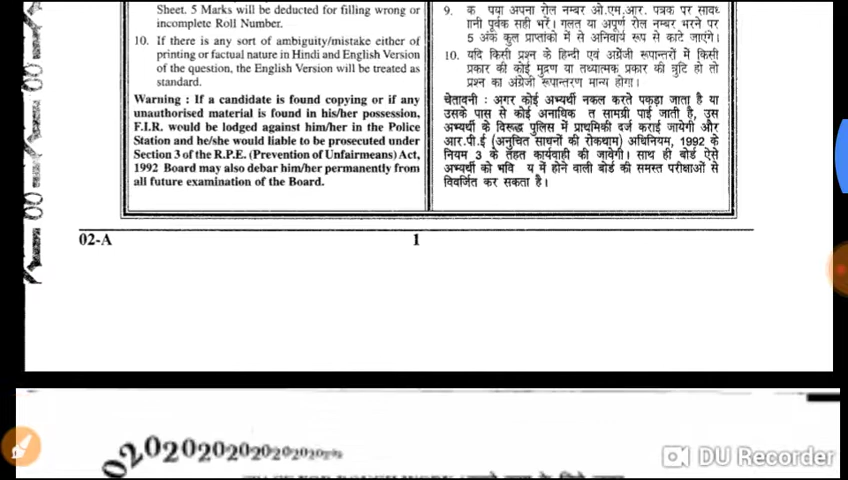 Sheet. 5 Marks will be deducted for filling wrong or
incomplete Roll Number.
10. If there is any sort of ambiguity/mistake either of
printing or factual nature in Hindi and English Version
of the question, the English Version will be treated as
standard.
Warning : If a candidate is found copying or if any
unauthorised material is found in his/her possession,
F.I.R. would be lodged against him/her in the Police
Station and he/she would liable to be prosecuted under
Section 3 of the R.P.E. (Prevention of Unfairmeans) Act,
1992 Board may also debar him/her permanently from
all future examination of the Board.
9. क पया अपना रोल नम्बर ओ.एम.आर. पत्रक पर सावध
ानी पूर्वक सही भरें। गलत या अपूर्ण रोल नम्बर भरने पर
5 अंक कुल प्राप्तांकों में से अनिवार्य रूप से काटे जाएंगे।
10. यदि किसी प्रश्न के हिन्दी एवं अंग्रेजी रूपान्तरों में किसी
प्रकार की कोई मुद्रण या तथ्यात्मक प्रकार की त्रुटि हो तो
प्रश्न का अंग्रेजी रूपान्तरण मान्य होगा।
चेतावनी : अगर कोई अभ्यर्थी नकल करते पकड़ा जाता है या
उसके पास से कोई अनाधिक त सामग्री पाई जाती है, उस
अभ्यर्थी के विरूद्ध पुलिस में प्राथमिकी दर्ज कराई जायेगी और
आर.पी.ई (अनुचित साधनों की रोकथाम) अधिनियम, 1992 के
नियम 3 के तहत कार्यवाही की जावेगी। साथ ही बोर्ड ऐसे
अभ्यर्थी को भवि य में होने वाली बोर्ड की समस्त परीक्षाओं से
विवर्जित कर सकता है।
02-A
1
020202020202020202
DU Recorder